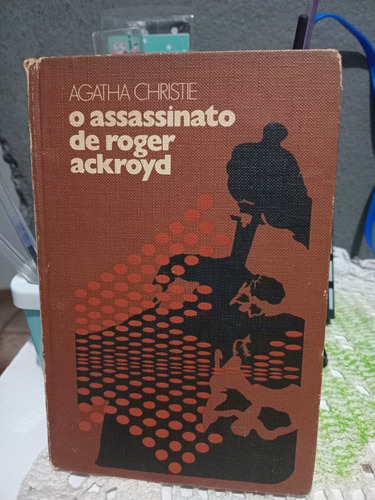 AGATHA CHRISTIE
o assassinato
de roger
ackroyd